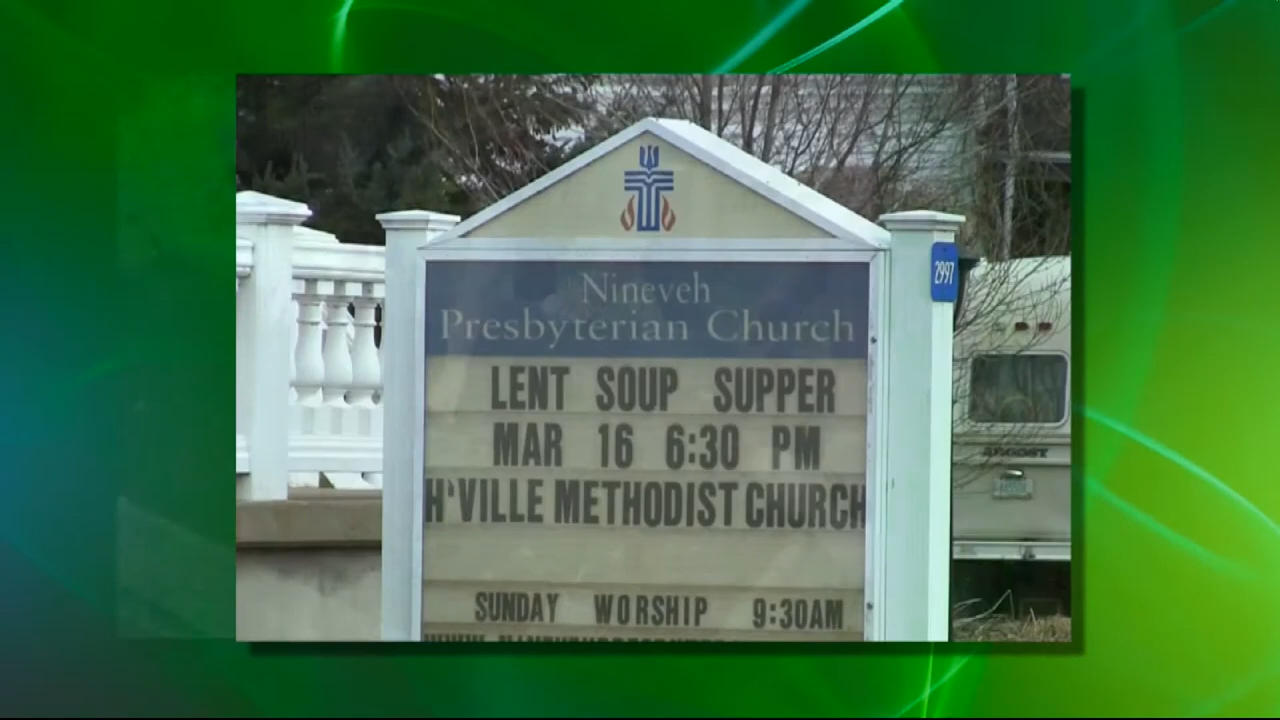 Nineveh
Presbyterian Church
2997
LENT SOUP SUPPER
MAR 16 6:30 PM
H'VILLE METHODIST CHURCH
SUNDAY WORSHIP 9:30AM